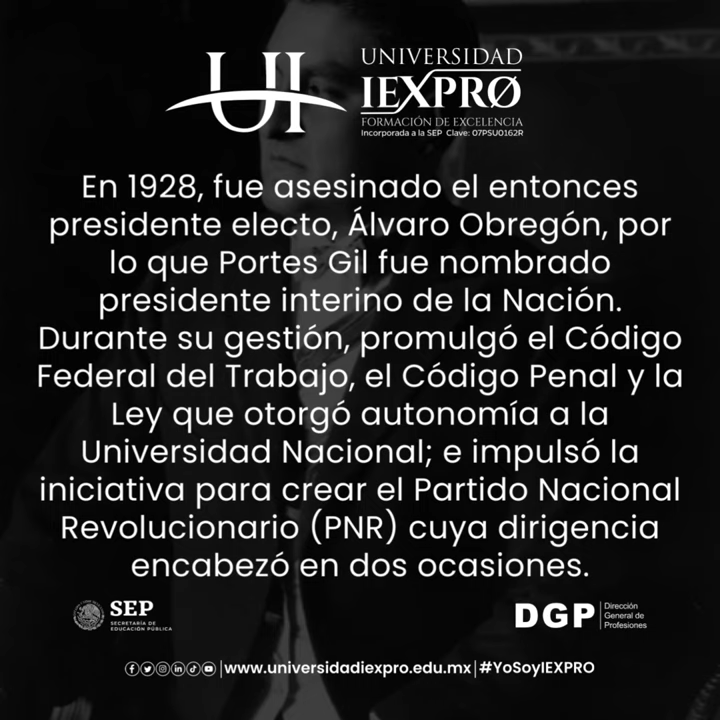 UI
UNIVERSIDAD
IEXPRO
FORMACIÓN DE EXCELENCIA
Incorporada a la SEP Clave: 07PSU0162R
En 1928, fue asesinado el entonces
presidente electo, Álvaro Obregón, por
lo que Portes Gil fue nombrado
presidente interino de la Nación.
Durante su gestión, promulgó el Código
Federal del Trabajo, el Código Penal y la
Ley que otorgó autonomía a la
Universidad Nacional; e impulsó la
iniciativa para crear el Partido Nacional
Revolucionario (PNR) cuya dirigencia
encabezó en dos ocasiones.
SEP
SECRETARÍA DE
EDUCACIÓN PÚBLICA
DGP
Dirección
General de
Profesiones
|www.universidadiexpro.edu.mx|#YoSoyIEXPRO